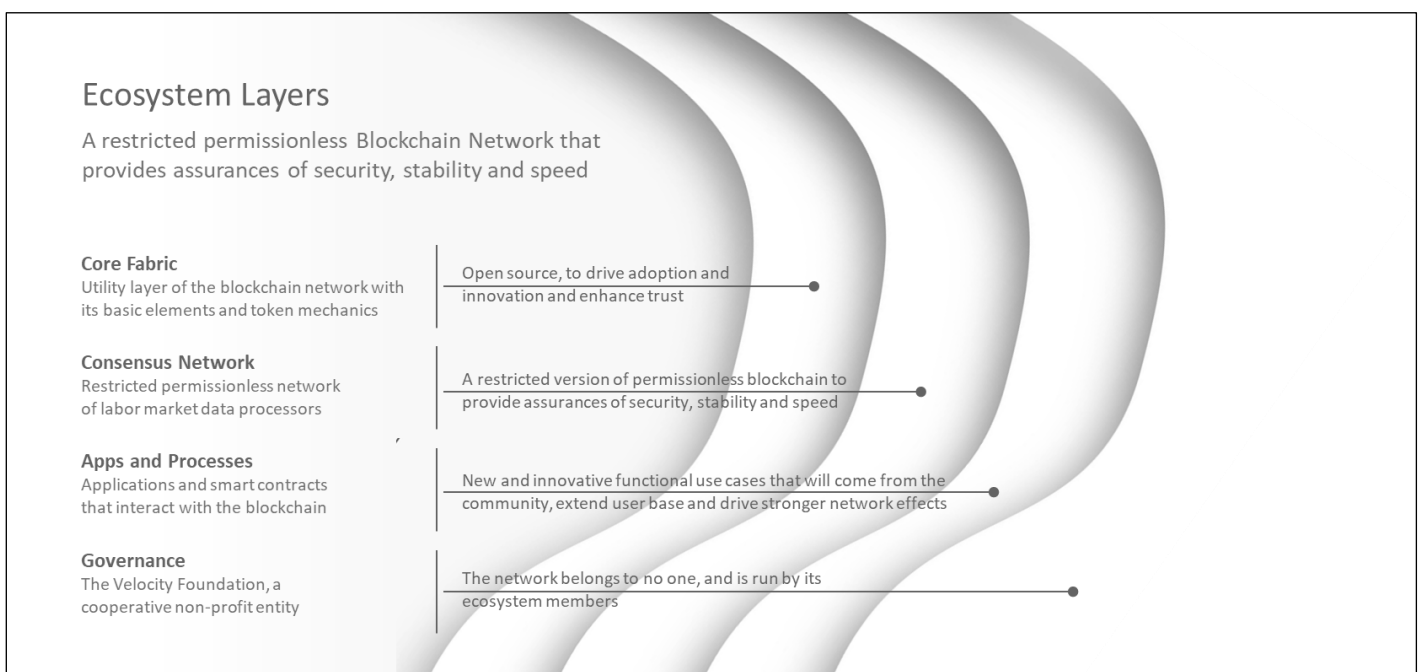 Ecosystem Layers
A restricted permissionless Blockchain Network that
provides assurances of security, stability and speed
Core Fabric
Utility layer of the blockchain network with
its basic elements and token mechanics
Open source, to drive adoption and
innovation and enhance trust
Consensus Network
Restricted permissionless network
of labor market data processors
A restricted version of permissionless blockchain to
provide assurances of security, stability and speed
Apps and Processes
Applications and smart contracts
that interact with the blockchain
New and innovative functional use cases that will come from the
community, extend user base and drive stronger network effects
Governance
The Velocity Foundation, a
cooperative non-profit entity
The network belongs to no one, and is run by its
ecosystem members